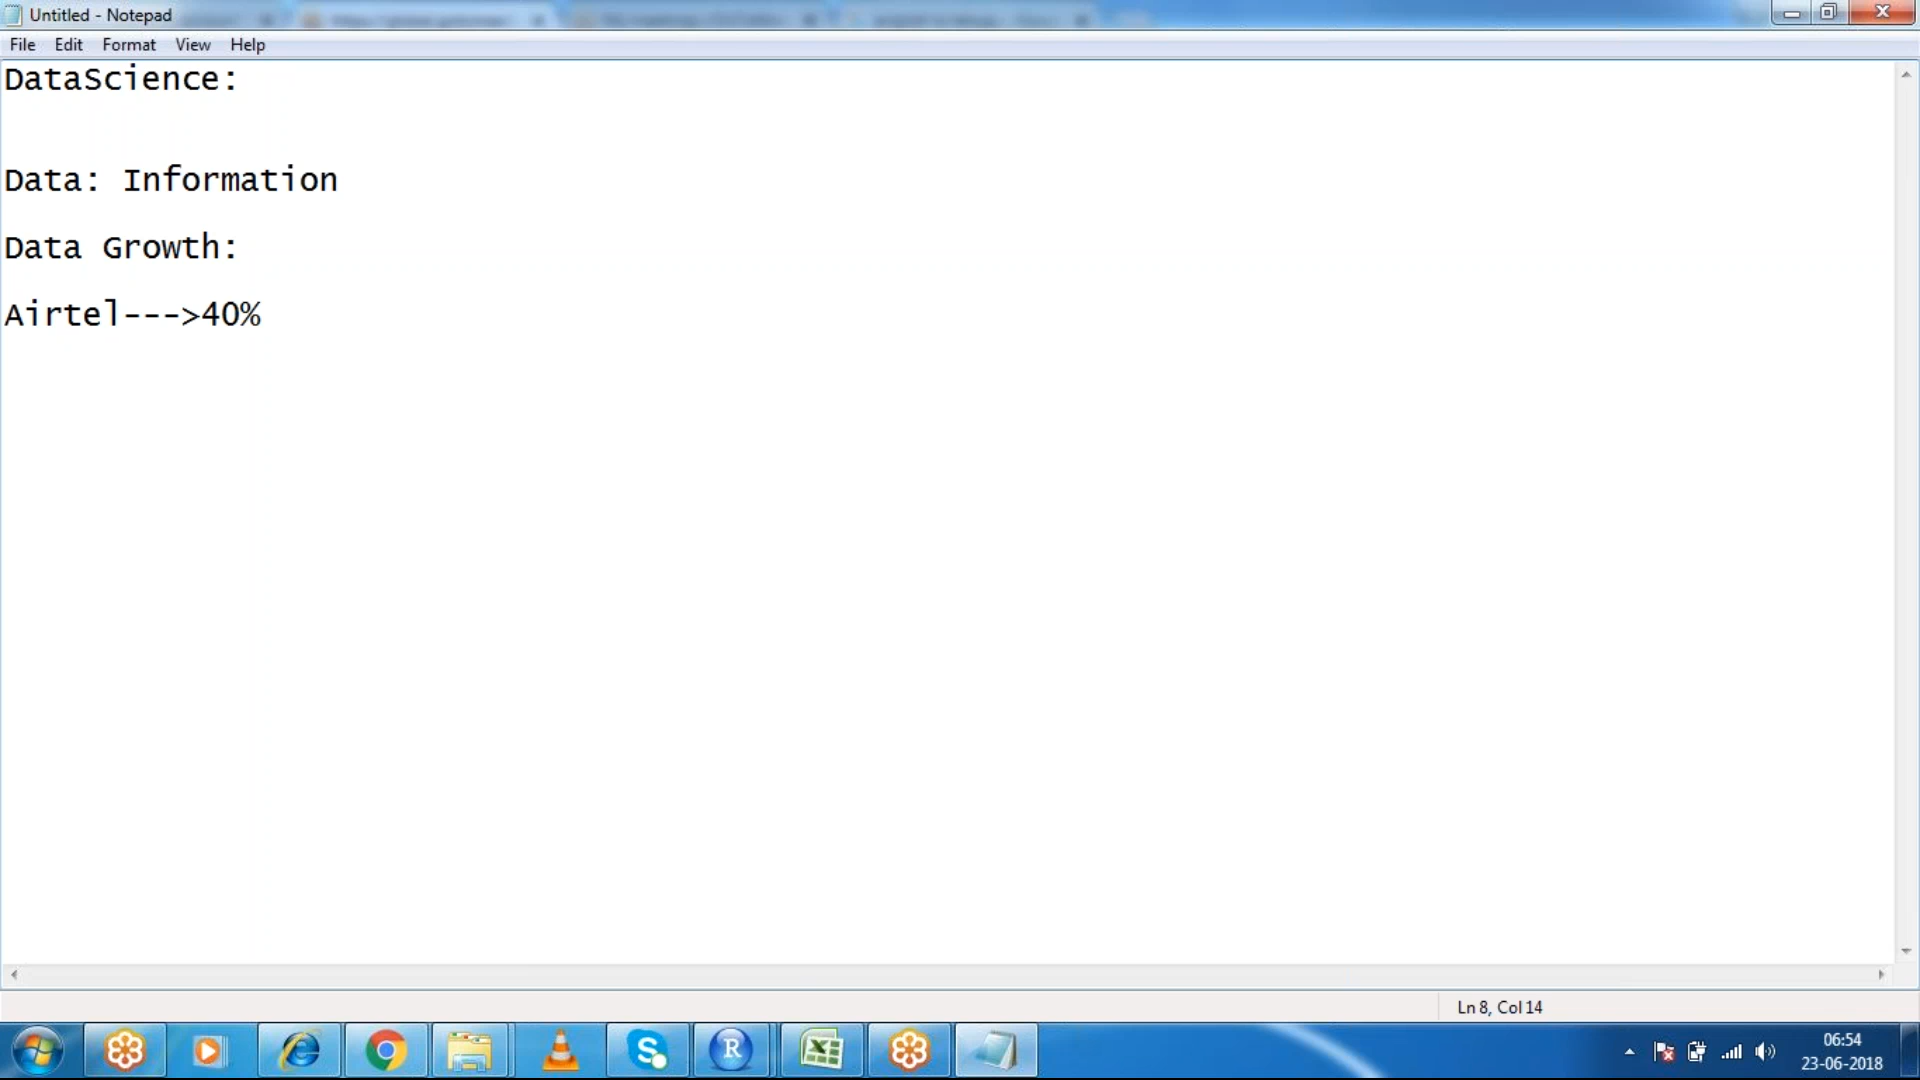 Untitled - Notepad
File Edit Format View Help
DataScience:
Data: Information
Data Growth:
Airtel--->40%
Ln 8, Col 14
06:54
23-06-2018